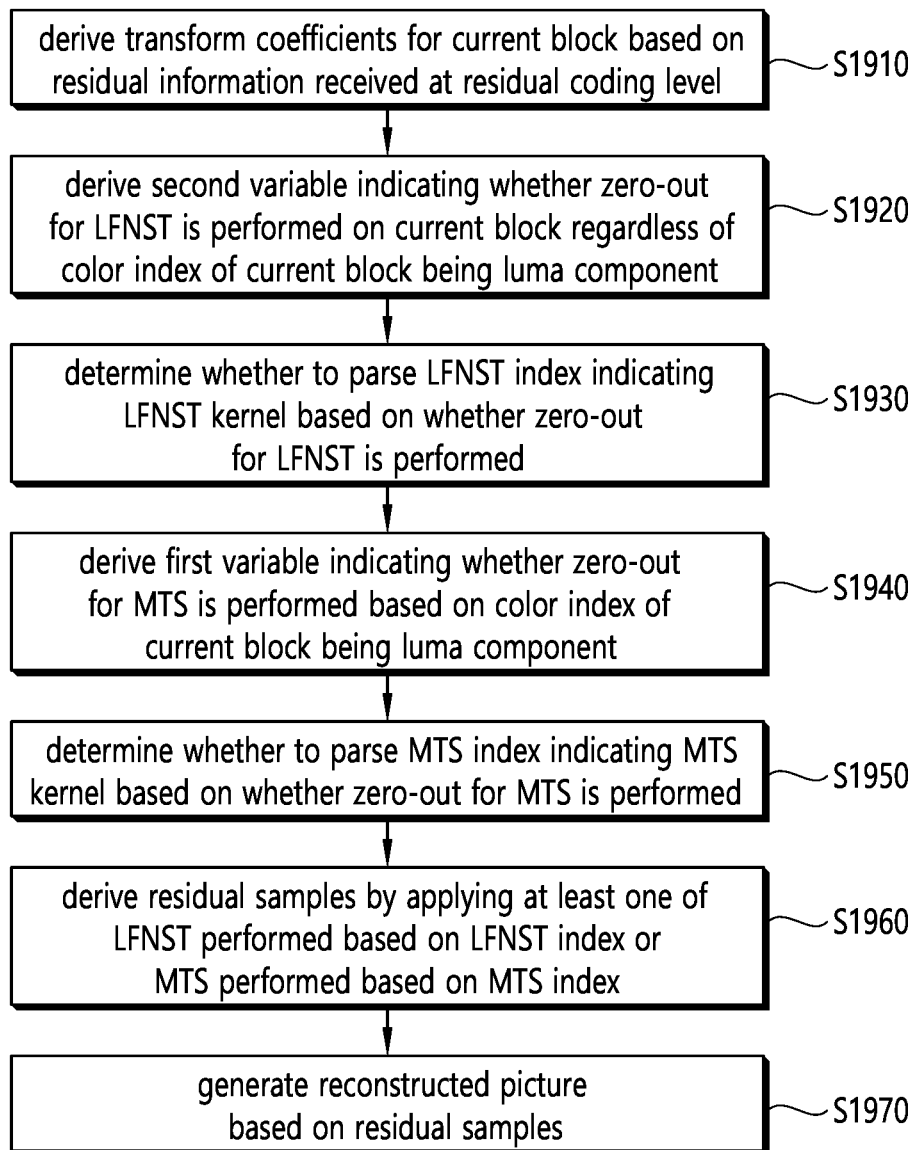 derive transform coefficients for current block based on
residual information received at residual coding level
S1910
derive second variable indicating whether zero-out
for LFNST is performed on current block regardless of
color index of current block being luma component
S1920
determine whether to parse LFNST index indicating
LFNST kernel based on whether zero-out
for LFNST is performed
S1930
derive first variable indicating whether zero-out
for MTS is performed based on color index of
current block being luma component
S1940
determine whether to parse MTS index indicating MTS
kernel based on whether zero-out for MTS is performed
S1950
derive residual samples by applying at least one of
LFNST performed based on LFNST index or
MTS performed based on MTS index
S1960
generate reconstructed picture
based on residual samples
S1970